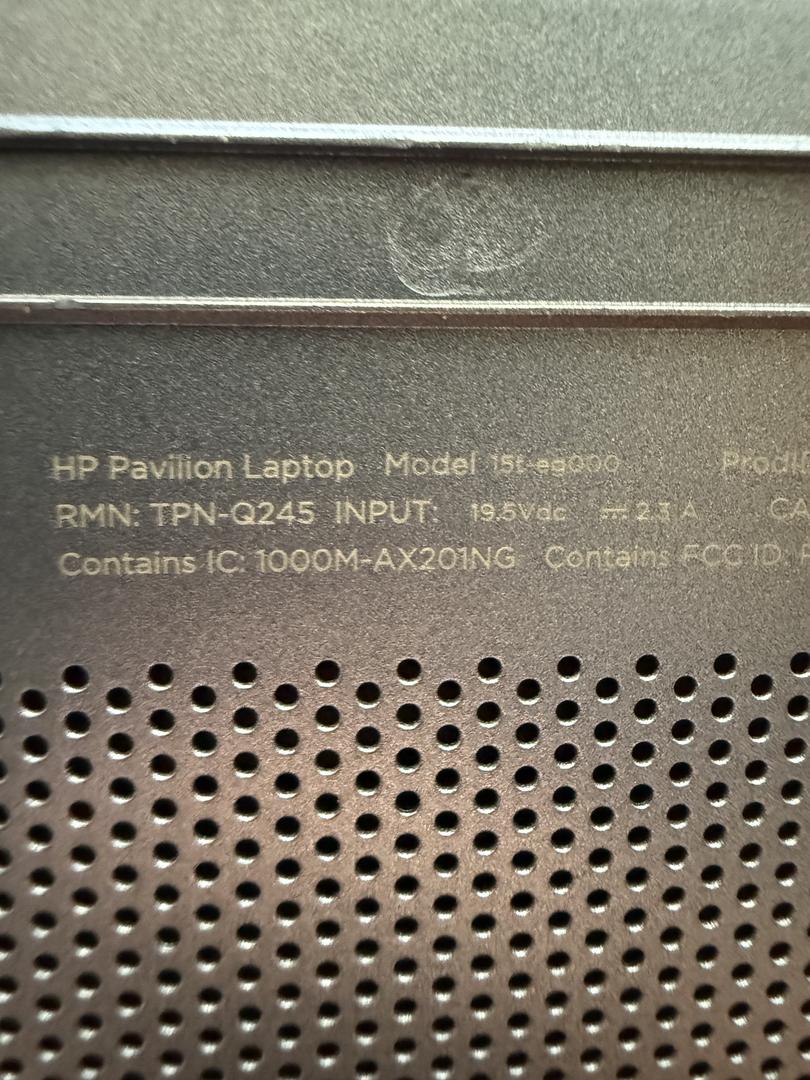 HP Pavilion Laptop Model 15t-eg000
RMN: TPN-Q245 INPUT: 19.5Vdc ⎓ 2.3 A CA
Contains IC: 1000M-AX201NG Contains FCC ID: